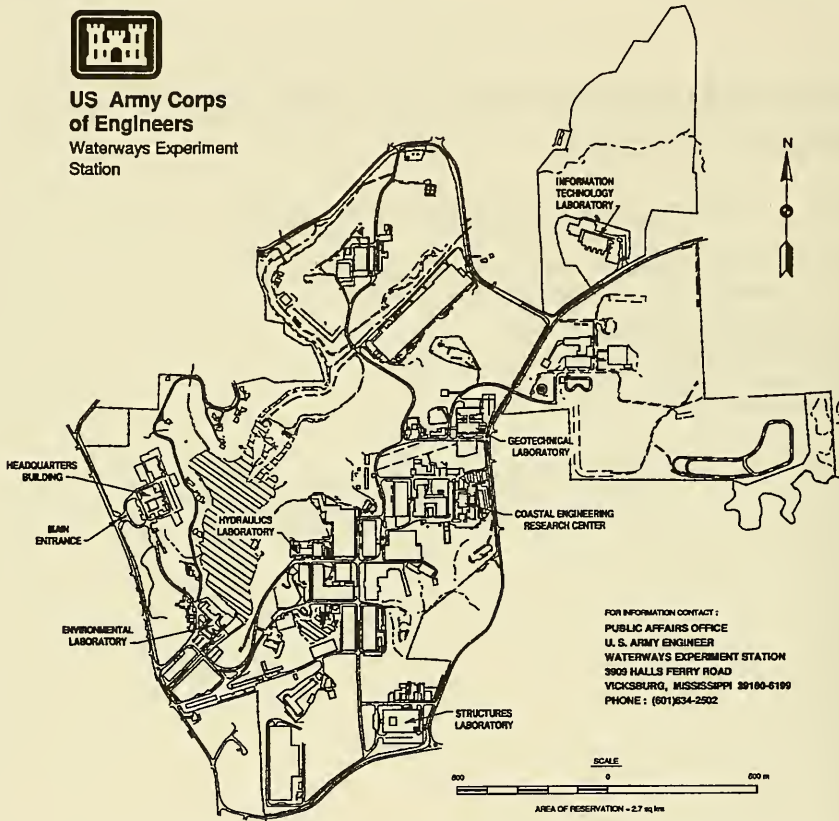 US Army Corps
of Engineers
Waterways Experiment
Station
N
INFORMATION
TECHNOLOGY
LABORATORY
GEOTECHNICAL
LABORATORY
HEADQUARTERS
BUILDING
MAIN
ENTRANCE
HYDRAULICS
LABORATORY
COASTAL ENGINEERING
RESEARCH CENTER
ENVIRONMENTAL
LABORATORY
STRUCTURES
LABORATORY
FOR INFORMATION CONTACT :
PUBLIC AFFAIRS OFFICE
U. S. ARMY ENGINEER
WATERWAYS EXPERIMENT STATION
3909 HALLS FERRY ROAD
VICKSBURG, MISSISSIPPI 39180-6199
PHONE : (601)634-2502
SCALE
500 0 500 m
AREA OF RESERVATION = 2.7 sq km